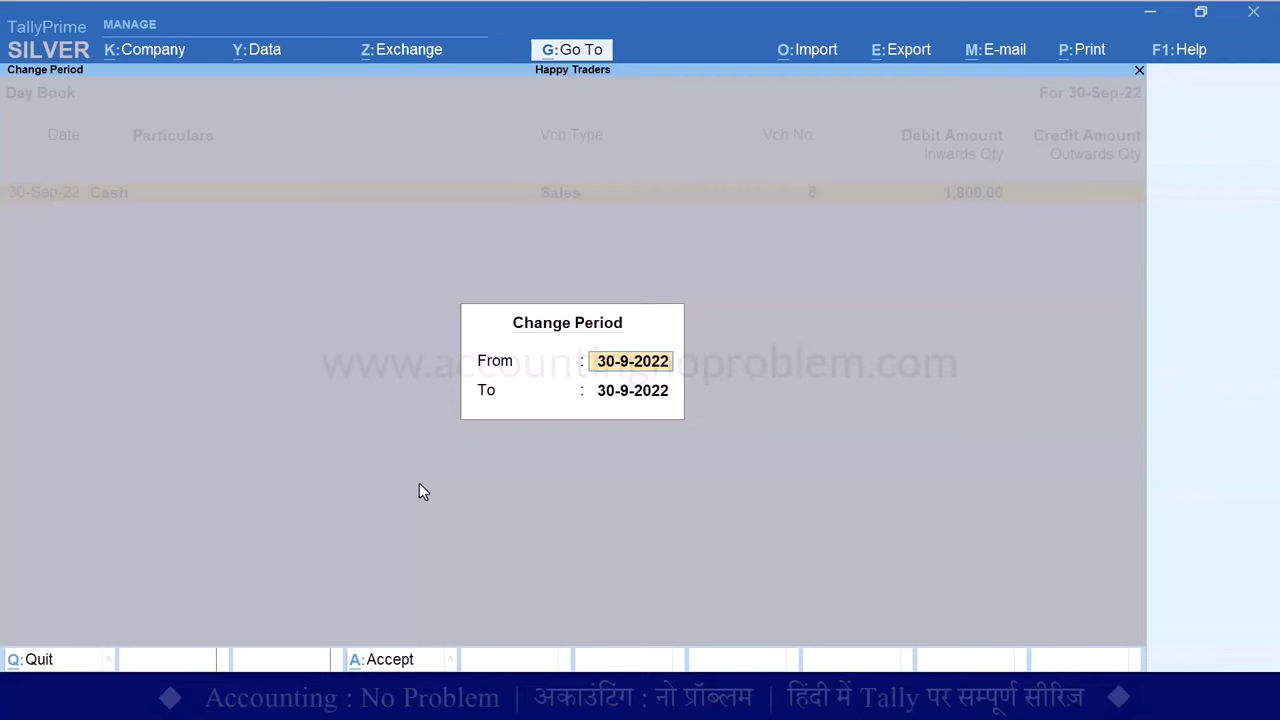 TallyPrime
MANAGE
SILVER
K:Company
Y:Data
Z:Exchange
G:Go To
O:Import
E:Export
M:E-mail
P:Print
F1:Help
Change Period
Happy Traders
Day Book
For 30-Sep-22
Date
Particulars
Vch Type
Vch No.
Debit Amount
Credit Amount
Inwards Qty
Outwards Qty
30-Sep-22 Cash
Sales
8
1,800.00
Change Period
From : 30-9-2022
To : 30-9-2022
www.accountingnoproblem.com
Q:Quit
A:Accept
Accounting : No Problem | अकाउंटिंग : नो प्रॉब्लम | हिंदी में Tally पर सम्पूर्ण सीरिज़